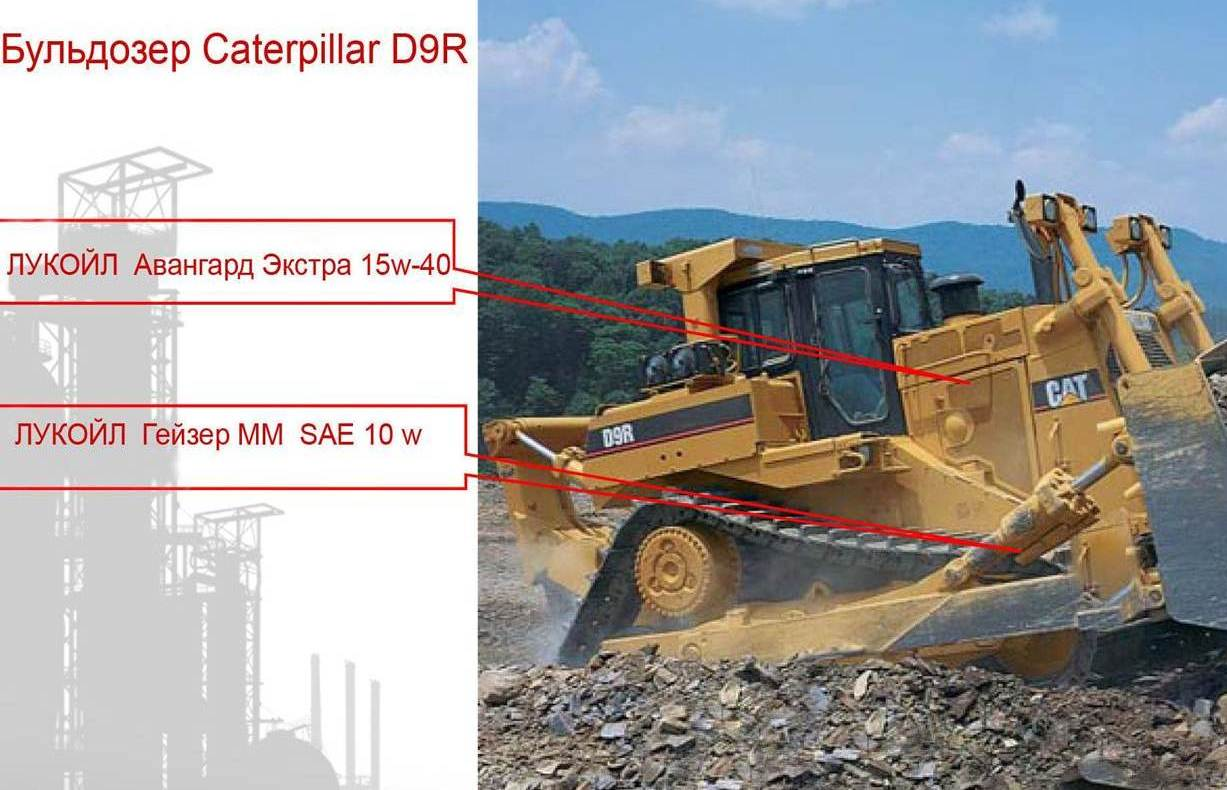 Бульдозер Caterpillar D9R
ЛУКОЙЛ Авангард Экстра 15w-40
ЛУКОЙЛ Гейзер ММ SAE 10 w
D9R
CAT